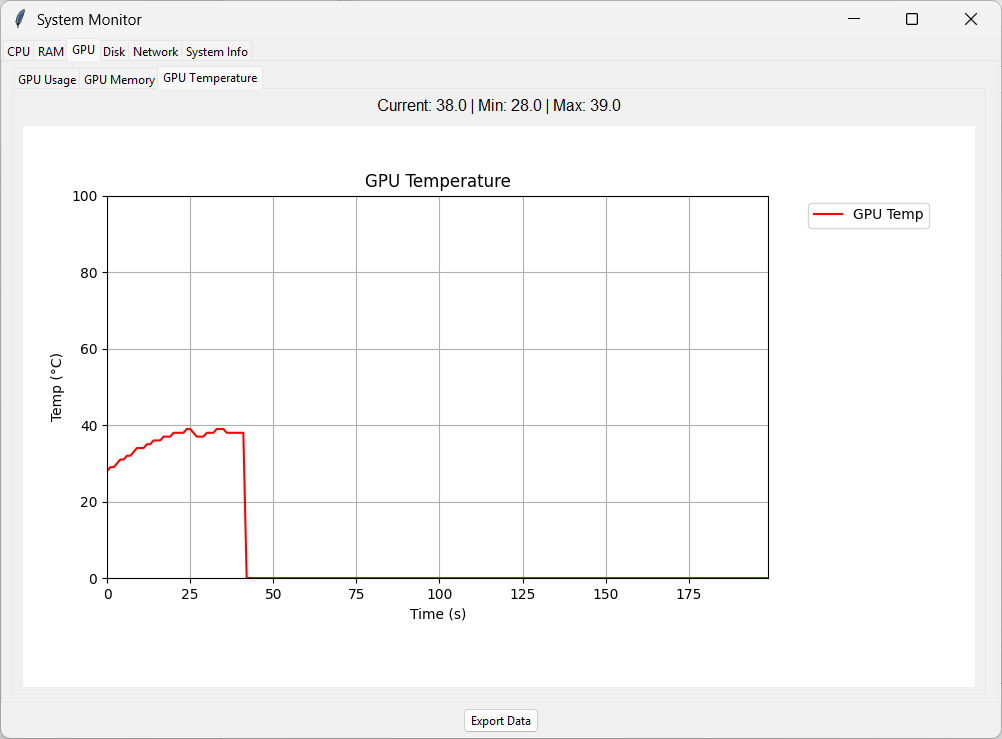 System Monitor
CPU RAM GPU Disk Network System Info
GPU Usage GPU Memory GPU Temperature
Current: 38.0 | Min: 28.0 | Max: 39.0
GPU Temperature
GPU Temp
100
80
60
40
20
0
Temp (°C)
0 25 50 75 100 125 150 175
Time (s)
Export Data